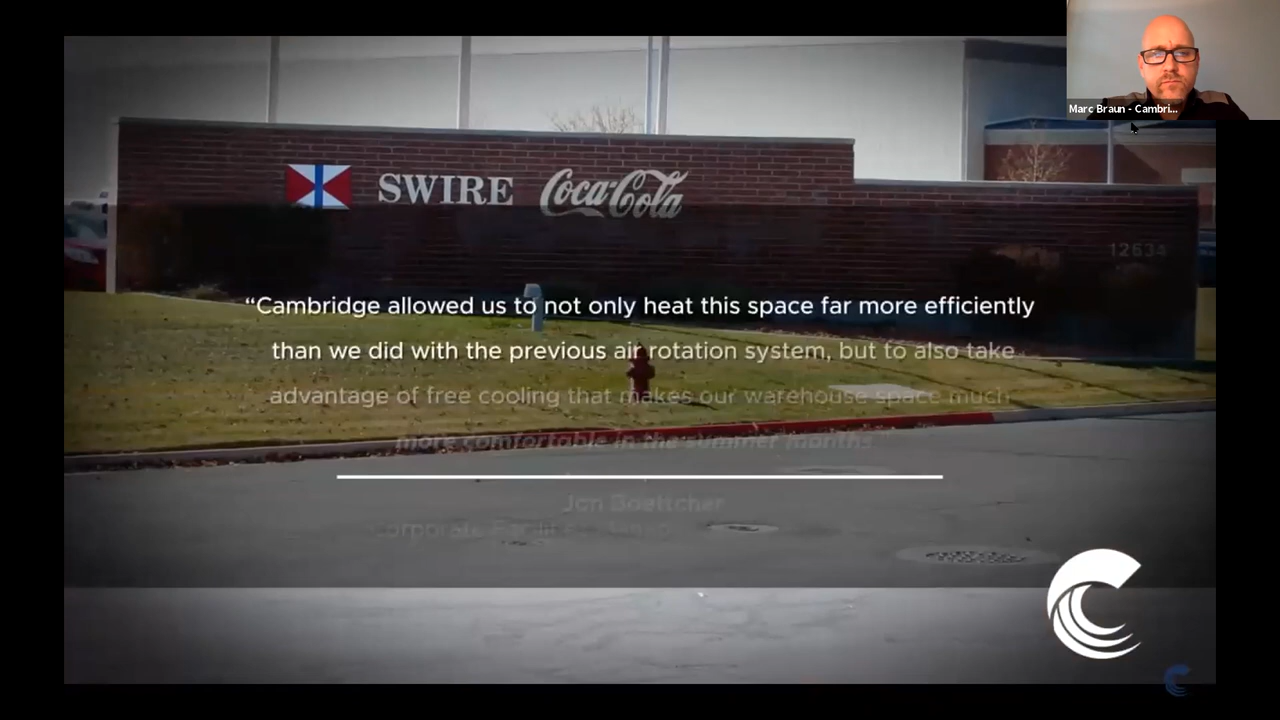 Marc Braun - Cambri...
SWIRE Coca-Cola
12634
“Cambridge allowed us to not only heat this space far more efficiently
than we did with the previous air rotation system, but to also take
advantage of free cooling that makes our warehouse space much
more comfortable in the summer months”
Jon Boettcher
Corporate